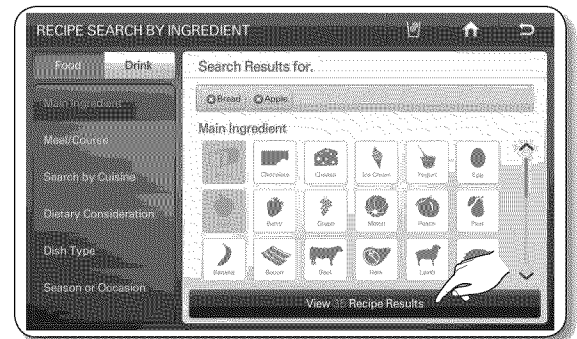 RECIPE SEARCH BY INGREDIENT
Food Drink
Search Results for.
Bread Apple
Main Ingredient
Main Ingredient
Meal/Course
Search by Cuisine
Dietary Consideration
Dish Type
Season or Occasion
Chocolate Cheese Ice Cream Yogurt Egg
Berry Grape Melon Peach Pear
Banana Bacon Beef Ham Lamb
View 15 Recipe Results